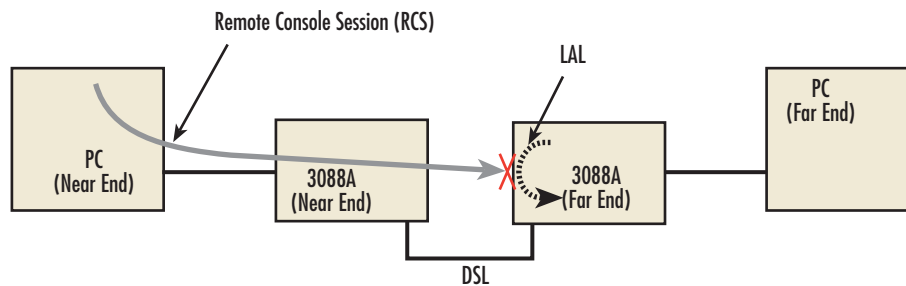 Remote Console Session (RCS)
LAL
PC
(Near End)
3088A
(Near End)
3088A
(Far End)
PC
(Far End)
DSL